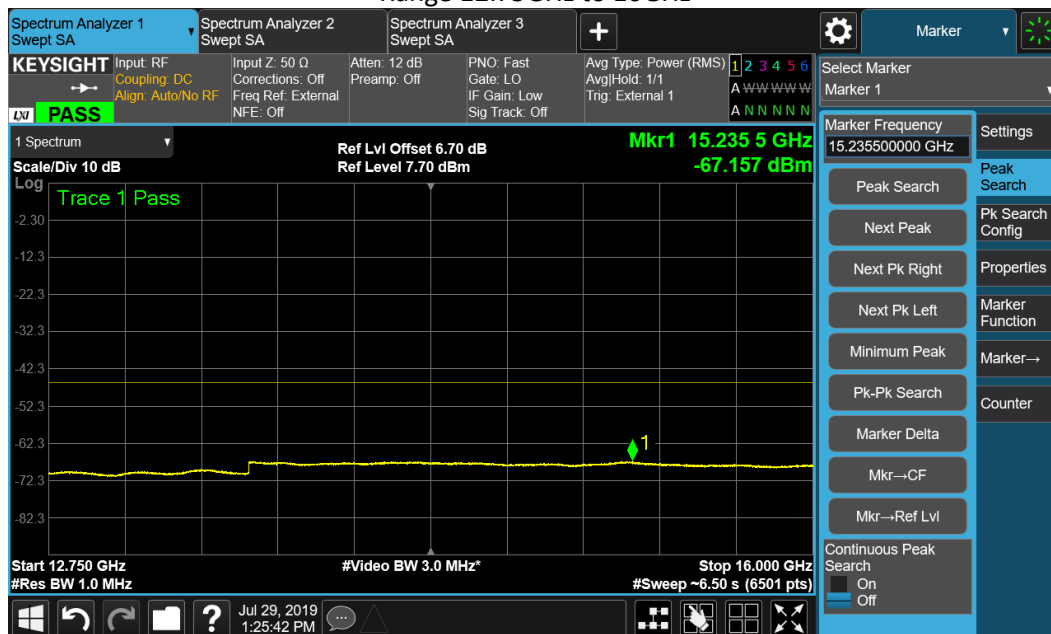 Spectrum Analyzer 1
Swept SA
Spectrum Analyzer 2
Swept SA
Spectrum Analyzer 3
Swept SA
+
Marker
KEYSIGHT
LXI PASS
Input: RF
Coupling: DC
Align: Auto/No RF
Input Z: 50 Ω
Corrections: Off
Freq Ref: External
NFE: Off
Atten: 12 dB
Preamp: Off
PNO: Fast
Gate: LO
IF Gain: Low
Sig Track: Off
Avg Type: Power (RMS)
Avg|Hold: 1/1
Trig: External 1
1 2 3 4 5 6
A W W W W W
A N N N N N
Select Marker
Marker 1
1 Spectrum
Scale/Div 10 dB
Ref Lvl Offset 6.70 dB
Ref Level 7.70 dBm
Mkr1 15.235 5 GHz
-67.157 dBm
Log
Trace 1 Pass
-2.30
-12.3
-22.3
-32.3
-42.3
-52.3
-62.3
-72.3
-82.3
1
Start 12.750 GHz
#Res BW 1.0 MHz
#Video BW 3.0 MHz*
Stop 16.000 GHz
#Sweep ~6.50 s (6501 pts)
Marker Frequency
15.235500000 GHz
Peak Search
Next Peak
Next Pk Right
Next Pk Left
Minimum Peak
Pk-Pk Search
Marker Delta
Mkr→CF
Mkr→Ref Lvl
Continuous Peak
Search
On
Off
Settings
Peak
Search
Pk Search
Config
Properties
Marker
Function
Marker→
Counter
?
Jul 29, 2019
1:25:42 PM